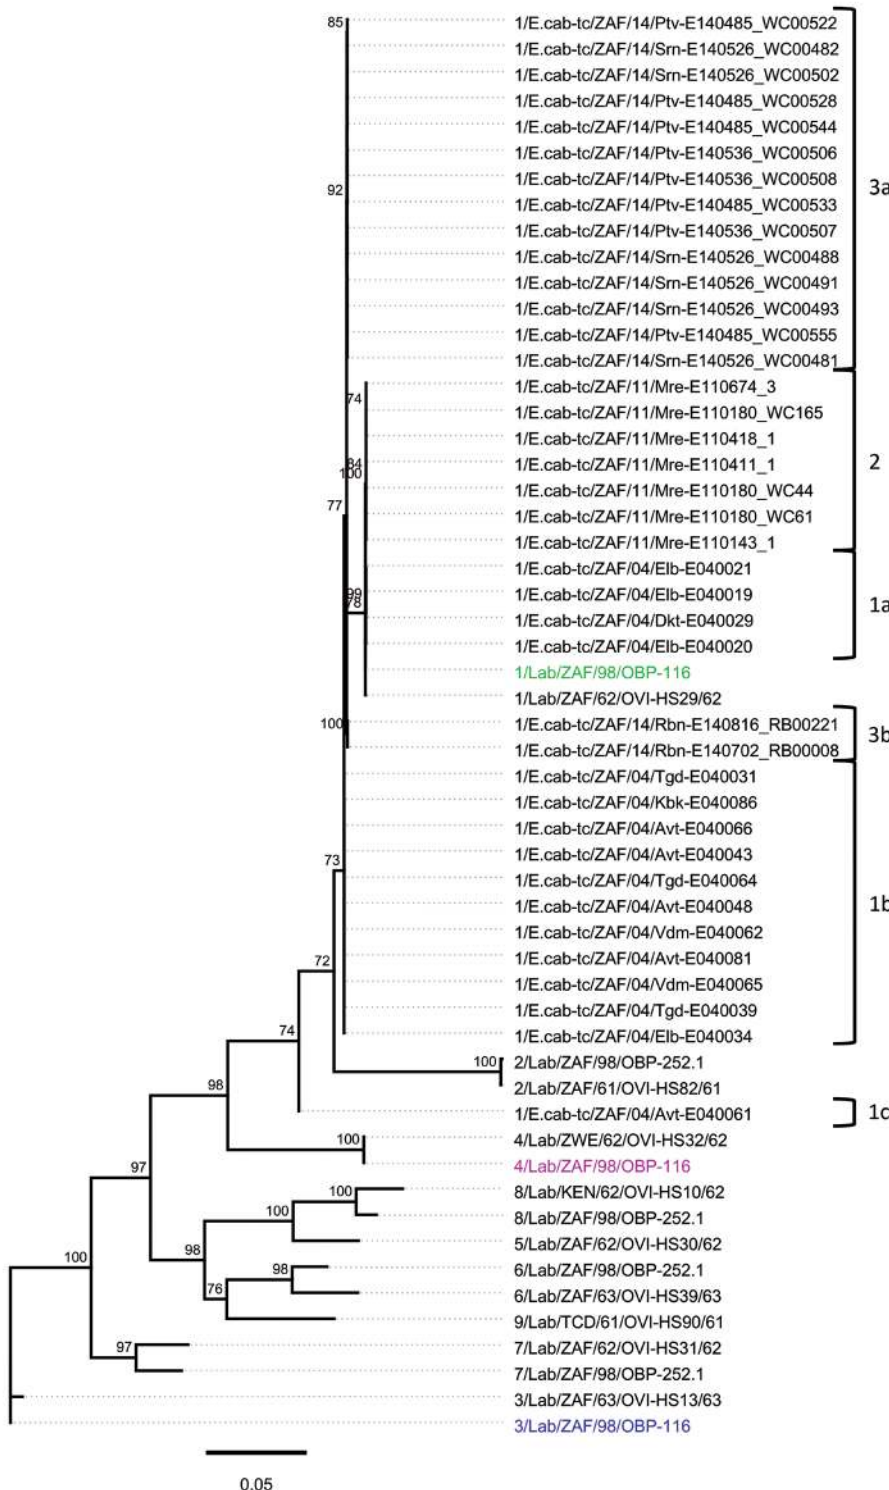 85
1/E.cab-tc/ZAF/14/Ptv-E140485_WC00522
1/E.cab-tc/ZAF/14/Srn-E140526_WC00482
1/E.cab-tc/ZAF/14/Srn-E140526_WC00502
1/E.cab-tc/ZAF/14/Ptv-E140485_WC00528
1/E.cab-tc/ZAF/14/Ptv-E140485_WC00544
1/E.cab-tc/ZAF/14/Ptv-E140536_WC00506
1/E.cab-tc/ZAF/14/Ptv-E140536_WC00508
92
3a
1/E.cab-tc/ZAF/14/Ptv-E140485_WC00533
1/E.cab-tc/ZAF/14/Ptv-E140536_WC00507
1/E.cab-tc/ZAF/14/Srn-E140526_WC00488
1/E.cab-tc/ZAF/14/Srn-E140526_WC00491
1/E.cab-tc/ZAF/14/Srn-E140526_WC00493
1/E.cab-tc/ZAF/14/Ptv-E140485_WC00555
1/E.cab-tc/ZAF/14/Srn-E140526_WC00481
1/E.cab-tc/ZAF/11/Mre-E110674_3
74
1/E.cab-tc/ZAF/11/Mre-E110180_WC165
1/E.cab-tc/ZAF/11/Mre-E110418_1
84
1/E.cab-tc/ZAF/11/Mre-E110411_1
2
100
1/E.cab-tc/ZAF/11/Mre-E110180_WC44
77
1/E.cab-tc/ZAF/11/Mre-E110180_WC61
1/E.cab-tc/ZAF/11/Mre-E110143_1
1/E.cab-tc/ZAF/04/Elb-E040021
99
1/E.cab-tc/ZAF/04/Elb-E040019
78
1a
1/E.cab-tc/ZAF/04/Dkt-E040029
1/E.cab-tc/ZAF/04/Elb-E040020
1/Lab/ZAF/98/OBP-116
1/Lab/ZAF/62/OVI-HS29/62
100
1/E.cab-tc/ZAF/14/Rbn-E140816_RB00221
3b
1/E.cab-tc/ZAF/14/Rbn-E140702_RB00008
1/E.cab-tc/ZAF/04/Tgd-E040031
1/E.cab-tc/ZAF/04/Kbk-E040086
1/E.cab-tc/ZAF/04/Avt-E040066
1/E.cab-tc/ZAF/04/Avt-E040043
73
1/E.cab-tc/ZAF/04/Tgd-E040064
1/E.cab-tc/ZAF/04/Avt-E040048
1b
1/E.cab-tc/ZAF/04/Vdm-E040062
1/E.cab-tc/ZAF/04/Avt-E040081
72
1/E.cab-tc/ZAF/04/Vdm-E040065
1/E.cab-tc/ZAF/04/Tgd-E040039
74
1/E.cab-tc/ZAF/04/Elb-E040034
100
2/Lab/ZAF/98/OBP-252.1
98
2/Lab/ZAF/61/OVI-HS82/61
1/E.cab-tc/ZAF/04/Avt-E040061
100
4/Lab/ZWE/62/OVI-HS32/62
97
4/Lab/ZAF/98/OBP-116
100
8/Lab/KEN/62/OVI-HS10/62
100
8/Lab/ZAF/98/OBP-252.1
5/Lab/ZAF/62/OVI-HS30/62
100
98
98
6/Lab/ZAF/98/OBP-252.1
76
6/Lab/ZAF/63/OVI-HS39/63
9/Lab/TCD/61/OVI-HS90/61
97
7/Lab/ZAF/62/OVI-HS31/62
7/Lab/ZAF/98/OBP-252.1
3/Lab/ZAF/63/OVI-HS13/63
3/Lab/ZAF/98/OBP-116
0.05